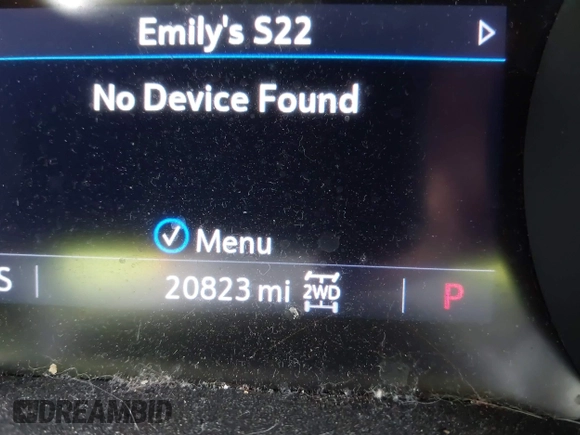 Emily's S22
No Device Found
Menu
S 20823 mi 2WD P
DREAMBID